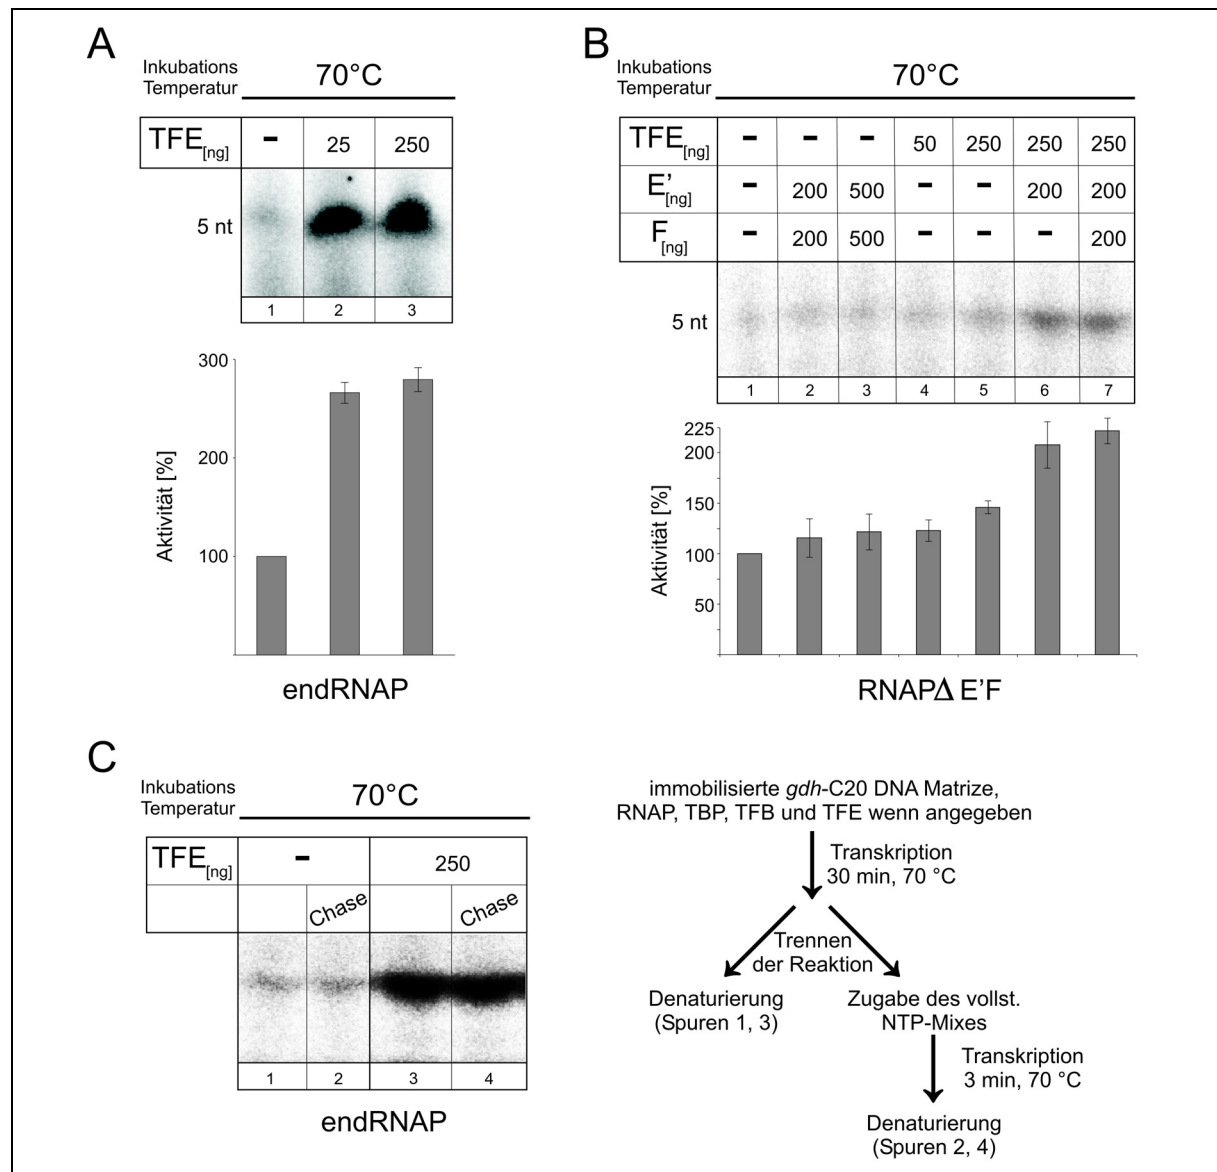 A
Inkubations
Temperatur
70°C
TFE[ng] - 25 250
5 nt
1 2 3
300
200
100
Aktivität [%]
endRNAP
B
Inkubations
Temperatur
70°C
TFE[ng] - - - 50 250 250 250
E'[ng] - 200 500 - - 200 200
F[ng] - 200 500 - - - 200
5 nt
1 2 3 4 5 6 7
225
200
150
100
50
Aktivität [%]
RNAPΔ E'F
C
Inkubations
Temperatur
70°C
TFE[ng] - 250
Chase Chase
1 2 3 4
endRNAP
immobilisierte gdh-C20 DNA Matrize,
RNAP, TBP, TFB und TFE wenn angegeben
Transkription
30 min, 70 °C
Trennen
der Reaktion
Denaturierung
(Spuren 1, 3)
Zugabe des vollst.
NTP-Mixes
Transkription
3 min, 70 °C
Denaturierung
(Spuren 2, 4)